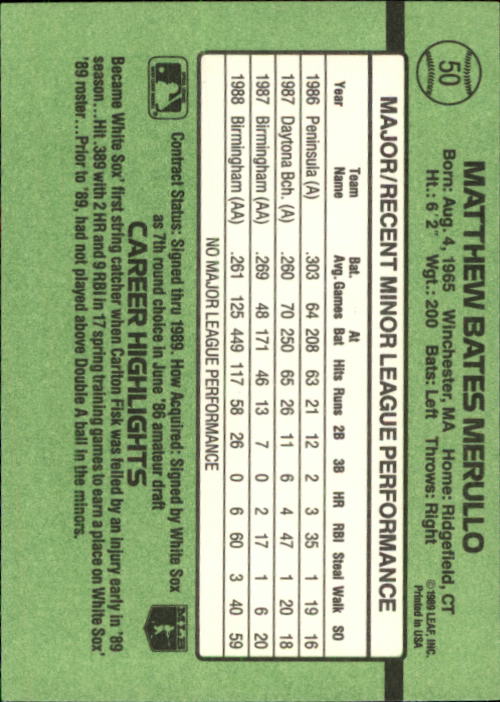 50
MATTHEW BATES MERULLO
Born: Aug. 4, 1965 Winchester, MA Home: Ridgefield, CT
Ht.: 6'2" Wgt.: 200 Bats: Left Throws: Right
©1989 LEAF, INC.
Printed in USA
MAJOR/RECENT MINOR LEAGUE PERFORMANCE
Year Team Name Bat. Avg. Games At Bat Hits Runs 2B 3B HR RBI Steal Walk SO
1986 Peninsula (A) .303 64 208 63 21 12 2 3 35 1 19 16
1987 Daytona Bch. (A) .260 70 250 65 26 11 6 4 47 1 20 18
1987 Birmingham (AA) .269 48 171 46 13 7 0 2 17 1 6 20
1988 Birmingham (AA) .261 125 449 117 58 26 0 6 60 3 40 59
NO MAJOR LEAGUE PERFORMANCE
Contract Status: Signed thru 1989. How Acquired: Signed by White Sox
as 7th round choice in June '86 amateur draft
CAREER HIGHLIGHTS
MLB
Became White Sox' first string catcher when Carlton Fisk was felled by an injury early in '89
season...Hit .389 with 2 HR and 9 RBI in 17 spring training games to earn a place on White Sox'
'89 roster...Prior to '89, had not played above Double A ball in the minors.